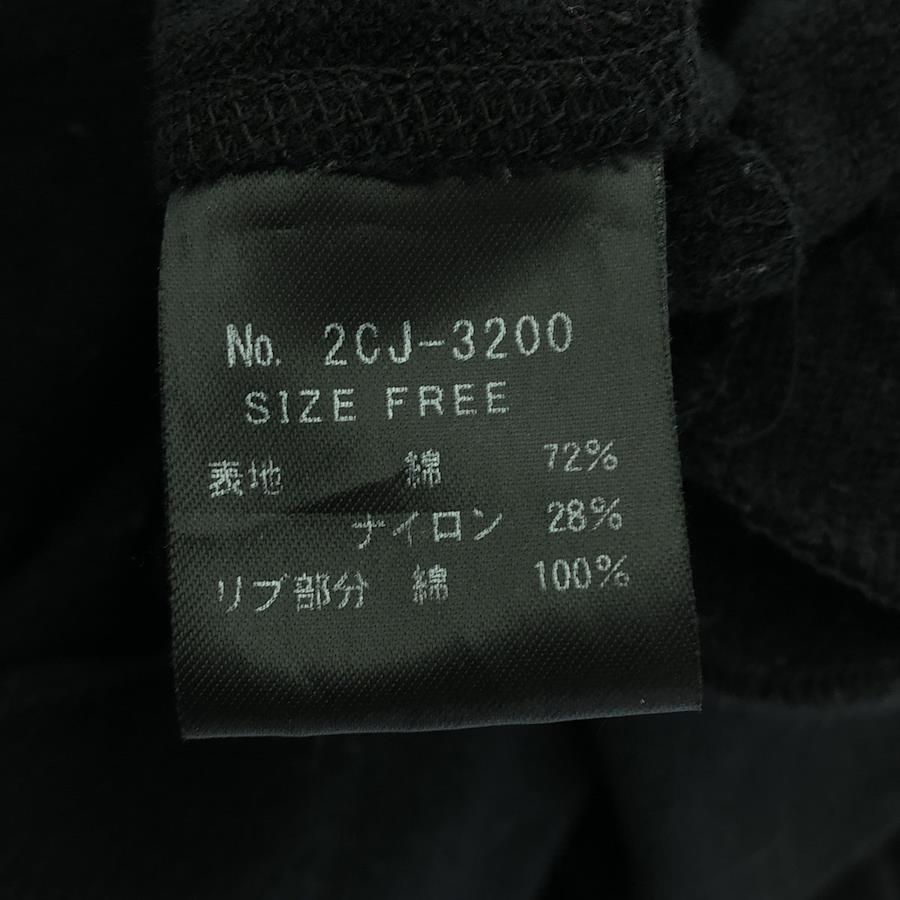 No. 2CJ-3200
SIZE FREE
表地 綿 72%
ナイロン 28%
リブ部分 綿 100%